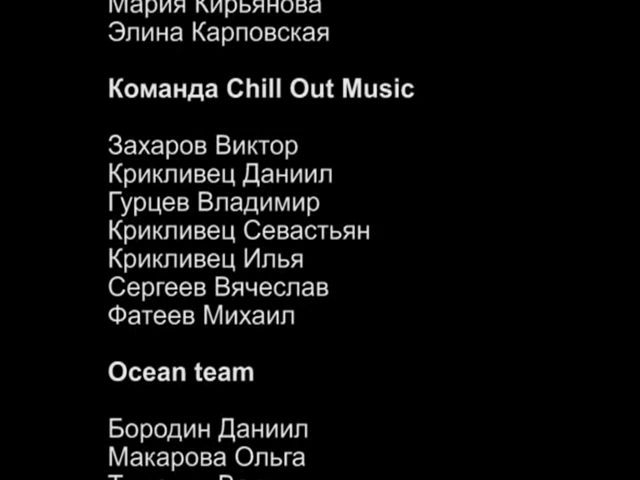 Мария Кирьянова
Элина Карповская
Команда Chill Out Music
Захаров Виктор
Крикливец Даниил
Гурцев Владимир
Крикливец Севастьян
Крикливец Илья
Сергеев Вячеслав
Фатеев Михаил
Ocean team
Бородин Даниил
Макарова Ольга